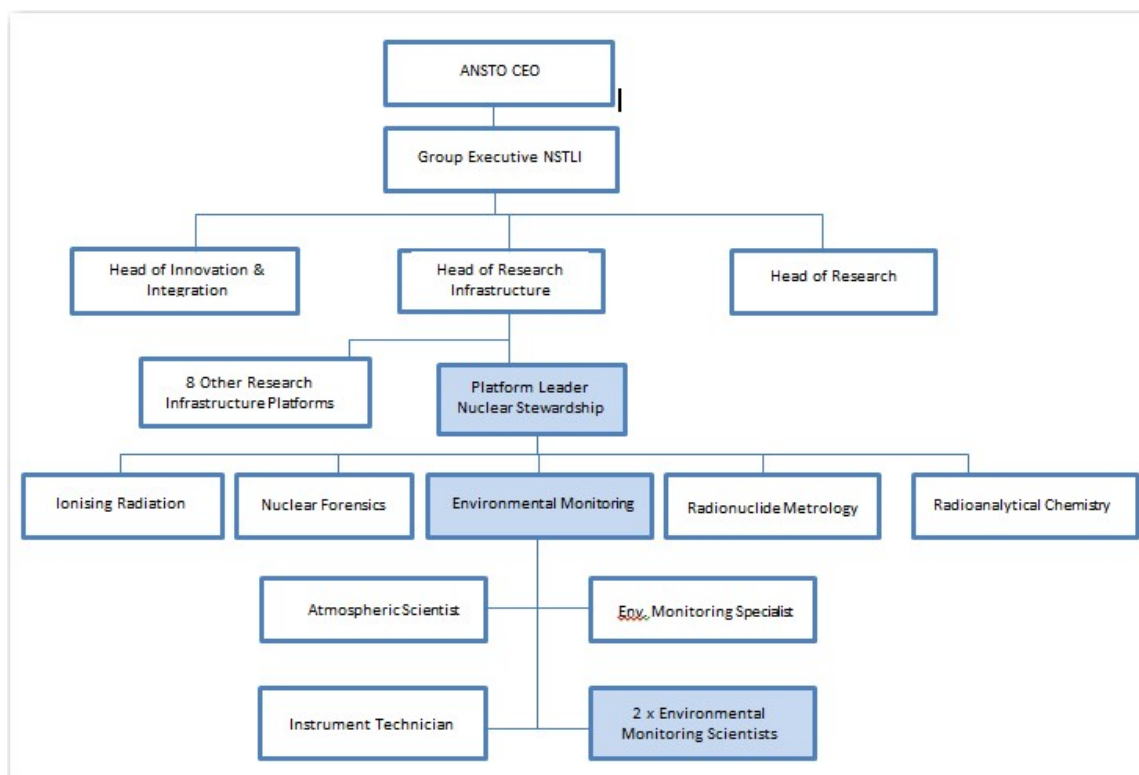 ANSTO CEO
Group Executive NSTLI
Head of Innovation &
Integration
Head of Research
Infrastructure
Head of Research
8 Other Research
Infrastructure Platforms
Platform Leader
Nuclear Stewardship
Ionising Radiation
Nuclear Forensics
Environmental Monitoring
Radionuclide Metrology
Radioanalytical Chemistry
Atmospheric Scientist
Env. Monitoring Specialist
Instrument Technician
2 x Environmental
Monitoring Scientists